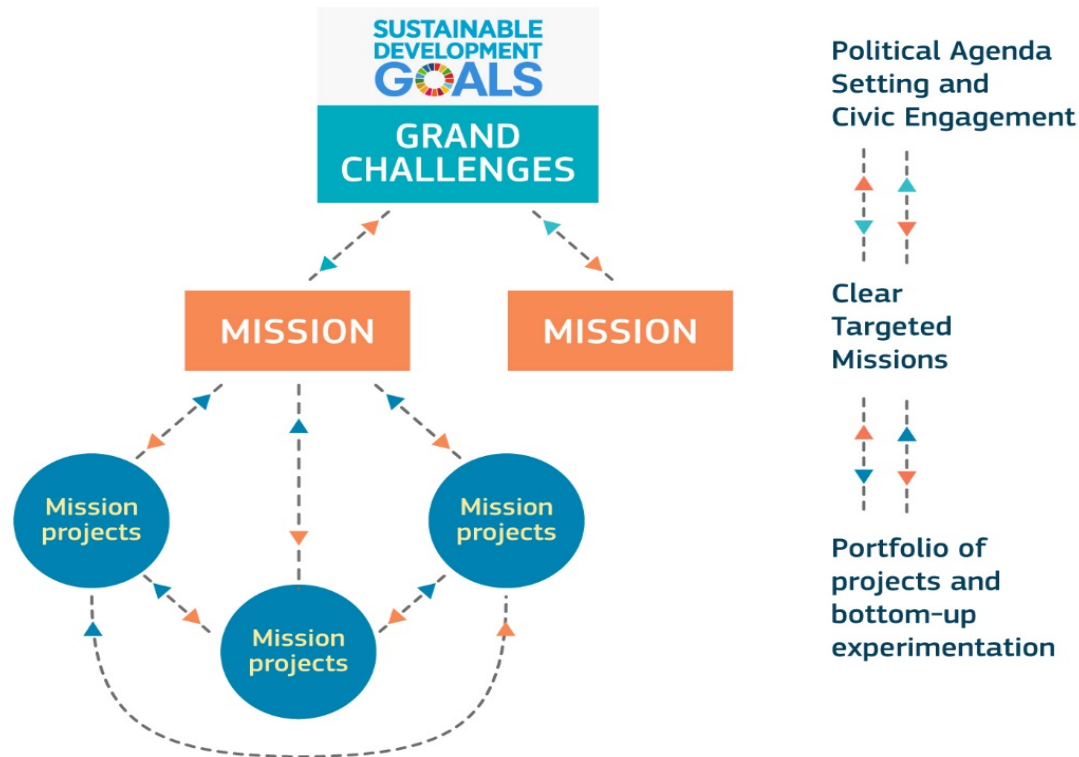 SUSTAINABLE
DEVELOPMENT
GOALS
GRAND
CHALLENGES
MISSION
MISSION
Mission
projects
Mission
projects
Mission
projects
Political Agenda
Setting and
Civic Engagement
Clear
Targeted
Missions
Portfolio of
projects and
bottom-up
experimentation